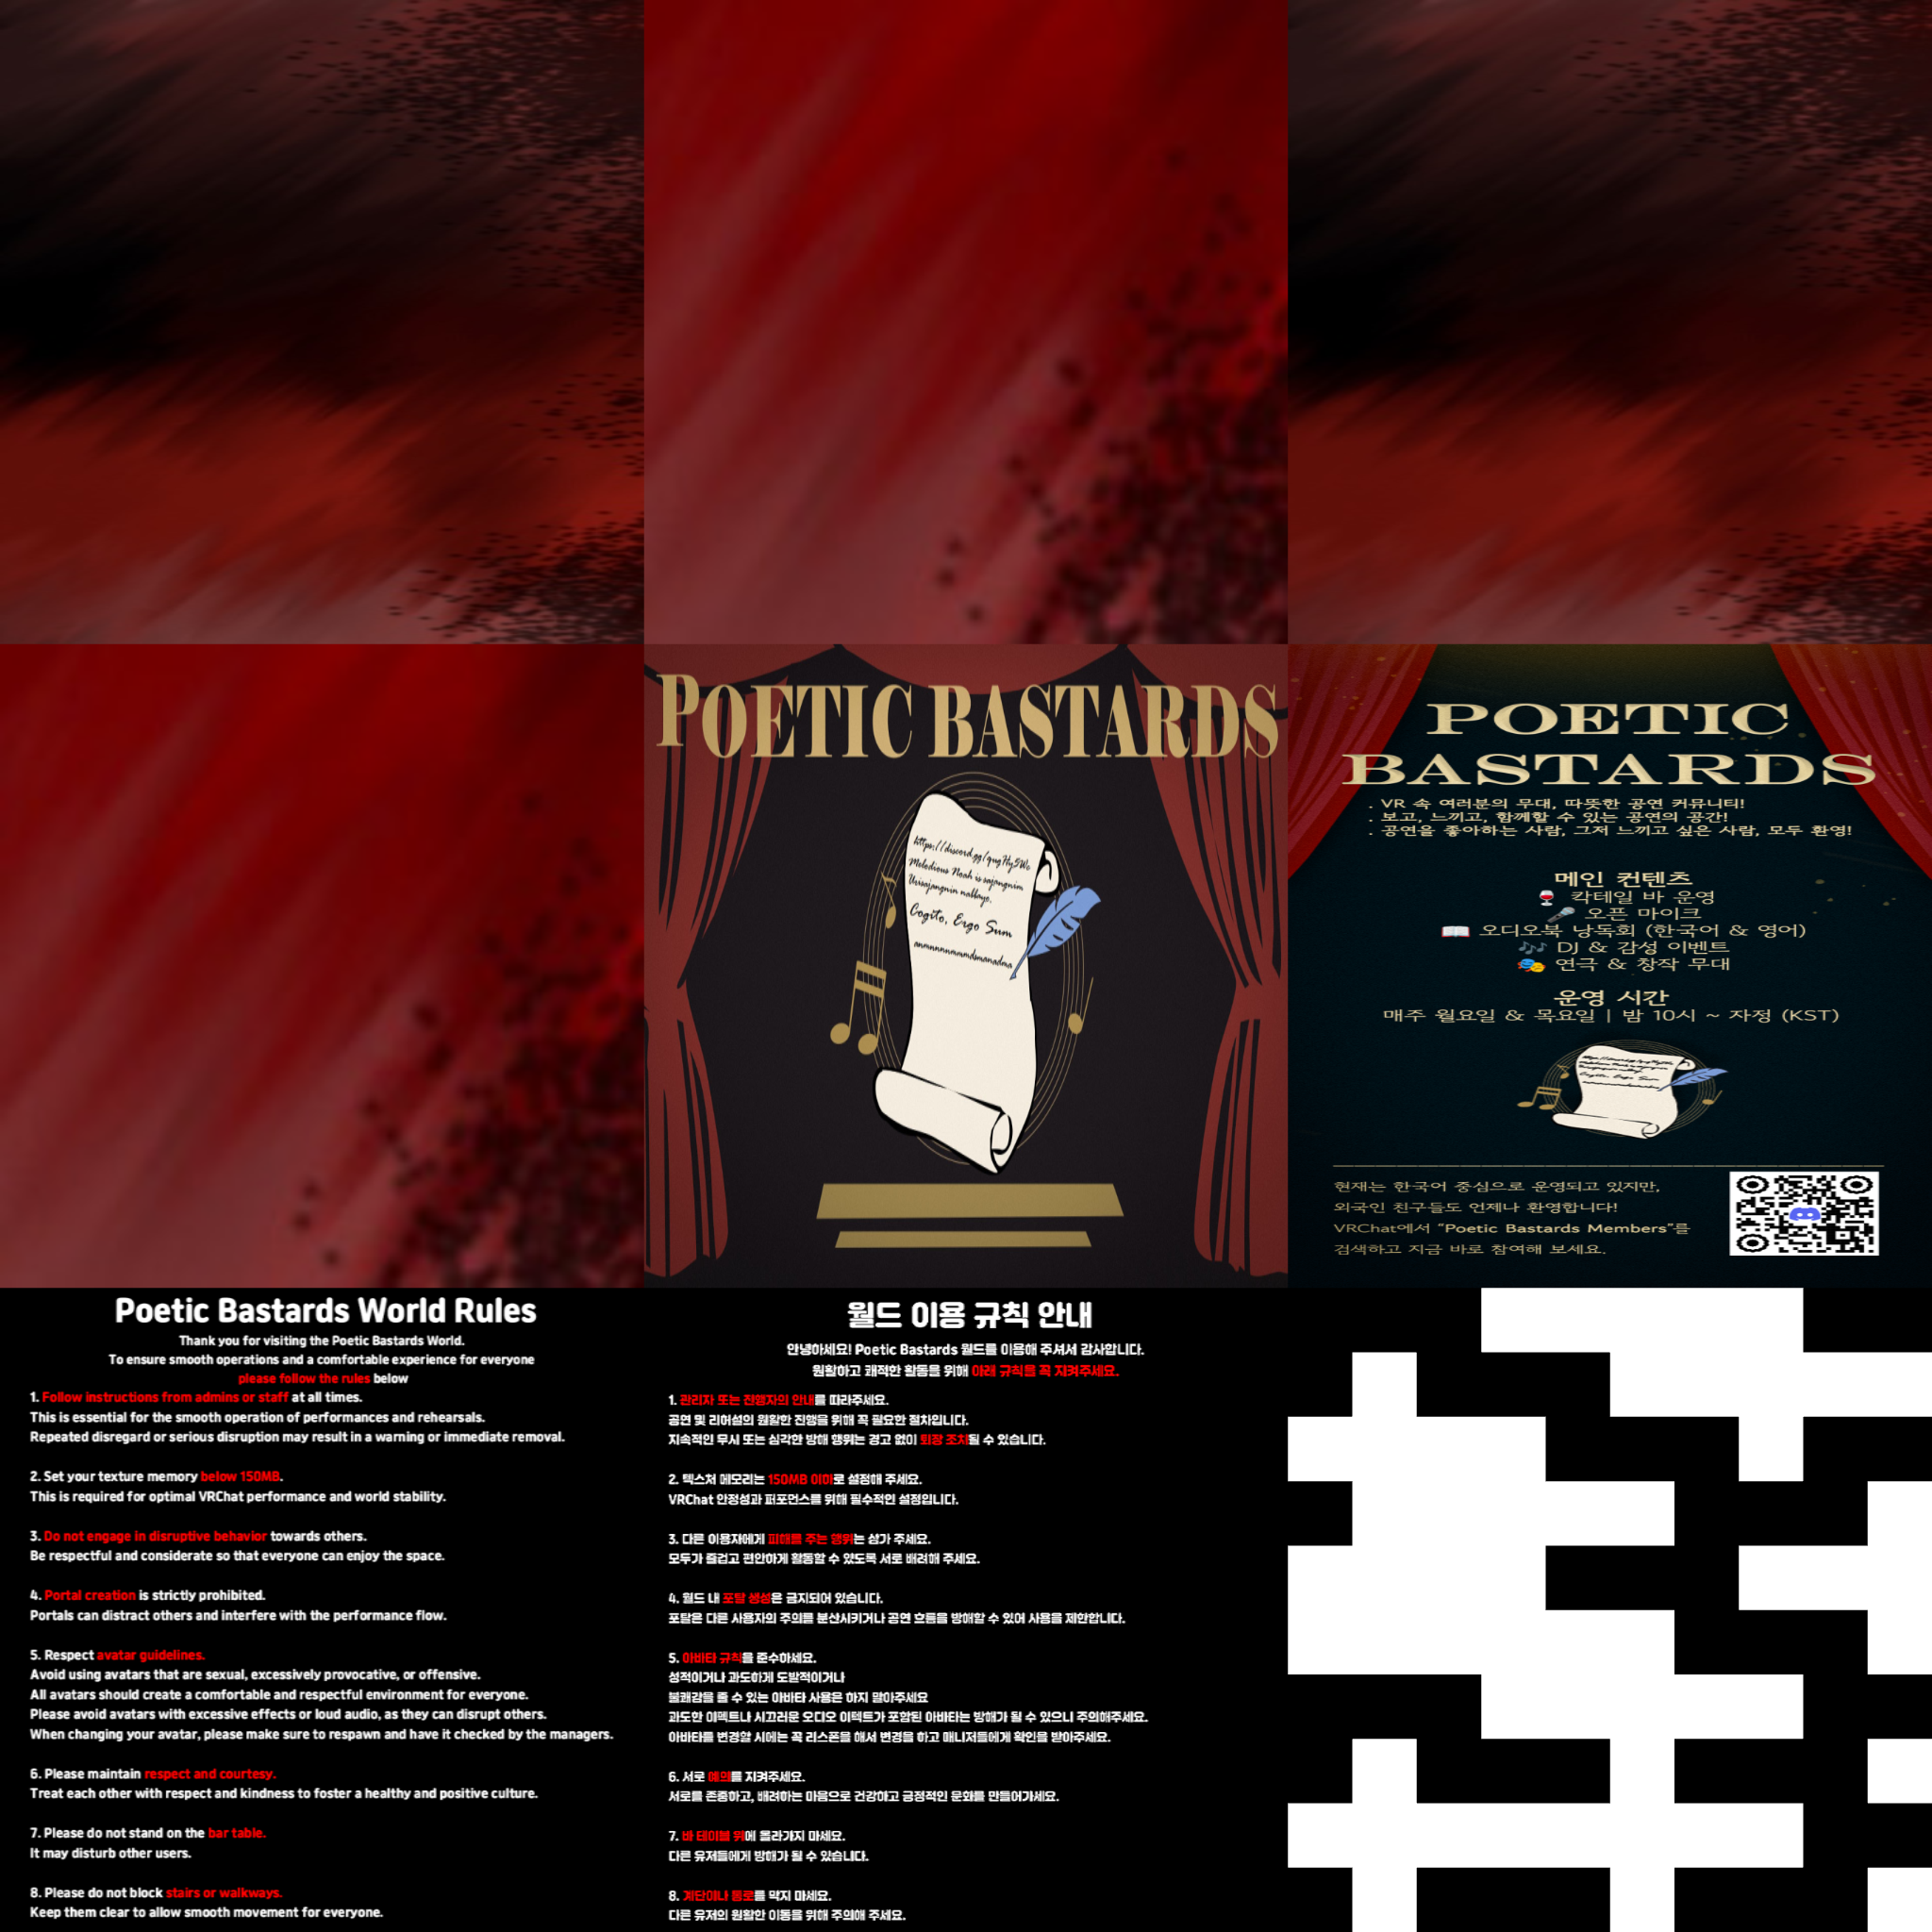 POETIC BASTARDS
Melodious Noah is sajangnim
Urisajangnin nabbayo,
Cogito, Ergo Sum
POETIC
BASTARDS
. VR 속 여러분의 무대, 따뜻한 공연 커뮤니티!
. 보고, 느끼고, 함께할 수 있는 공연의 공간!
. 공연을 좋아하는 사람, 그저 느끼고 싶은 사람, 모두 환영!
메인 컨텐츠
🍷 칵테일 바 운영
🎤 오픈 마이크
📖 오디오북 낭독회 (한국어 & 영어)
🎶 DJ & 감성 이벤트
🎭 연극 & 창작 무대
운영 시간
매주 월요일 & 목요일 | 밤 10시 ~ 자정 (KST)
현재는 한국어 중심으로 운영되고 있지만,
외국인 친구들도 언제나 환영합니다!
VRChat에서 “Poetic Bastards Members”를
검색하고 지금 바로 참여해 보세요.
Poetic Bastards World Rules
Thank you for visiting the Poetic Bastards World.
To ensure smooth operations and a comfortable experience for everyone
please follow the rules below
1. Follow instructions from admins or staff at all times.
This is essential for the smooth operation of performances and rehearsals.
Repeated disregard or serious disruption may result in a warning or immediate removal.
2. Set your texture memory below 150MB.
This is required for optimal VRChat performance and world stability.
3. Do not engage in disruptive behavior towards others.
Be respectful and considerate so that everyone can enjoy the space.
4. Portal creation is strictly prohibited.
Portals can distract others and interfere with the performance flow.
5. Respect avatar guidelines.
Avoid using avatars that are sexual, excessively provocative, or offensive.
All avatars should create a comfortable and respectful environment for everyone.
Please avoid avatars with excessive effects or loud audio, as they can disrupt others.
When changing your avatar, please make sure to respawn and have it checked by the managers.
6. Please maintain respect and courtesy.
Treat each other with respect and kindness to foster a healthy and positive culture.
7. Please do not stand on the bar table.
It may disturb other users.
8. Please do not block stairs or walkways.
Keep them clear to allow smooth movement for everyone.
월드 이용 규칙 안내
안녕하세요! Poetic Bastards 월드를 이용해 주셔서 감사합니다.
원활하고 쾌적한 활동을 위해 아래 규칙을 꼭 지켜주세요.
1. 관리자 또는 진행자의 안내를 따라주세요.
공연 및 리허설의 원활한 진행을 위해 꼭 필요한 절차입니다.
지속적인 무시 또는 심각한 방해 행위는 경고 없이 퇴장 조치될 수 있습니다.
2. 텍스처 메모리는 150MB 이하로 설정해 주세요.
VRChat 안정성과 퍼포먼스를 위해 필수적인 설정입니다.
3. 다른 이용자에게 피해를 주는 행위는 삼가 주세요.
모두가 즐겁고 편안하게 활동할 수 있도록 서로 배려해 주세요.
4. 월드 내 포탈 생성은 금지되어 있습니다.
포탈은 다른 사용자의 주의를 분산시키거나 공연 흐름을 방해할 수 있어 사용을 제한합니다.
5. 아바타 규칙을 준수하세요.
성적이거나 과도하게 도발적이거나
불쾌감을 줄 수 있는 아바타 사용은 하지 말아주세요
과도한 이펙트나 시끄러운 오디오 이텍트가 포함된 아바타는 방해가 될 수 있으니 주의해주세요.
아바타를 변경할 시에는 꼭 리스폰을 해서 변경을 하고 매니저들에게 확인을 받아주세요.
6. 서로 예의를 지켜주세요.
서로를 존중하고, 배려하는 마음으로 건강하고 긍정적인 문화를 만들어가세요.
7. 바 테이블 위에 올라가지 마세요.
다른 유저들에게 방해가 될 수 있습니다.
8. 계단이나 통로를 막지 마세요.
다른 유저의 원활한 이동을 위해 주의해 주세요.